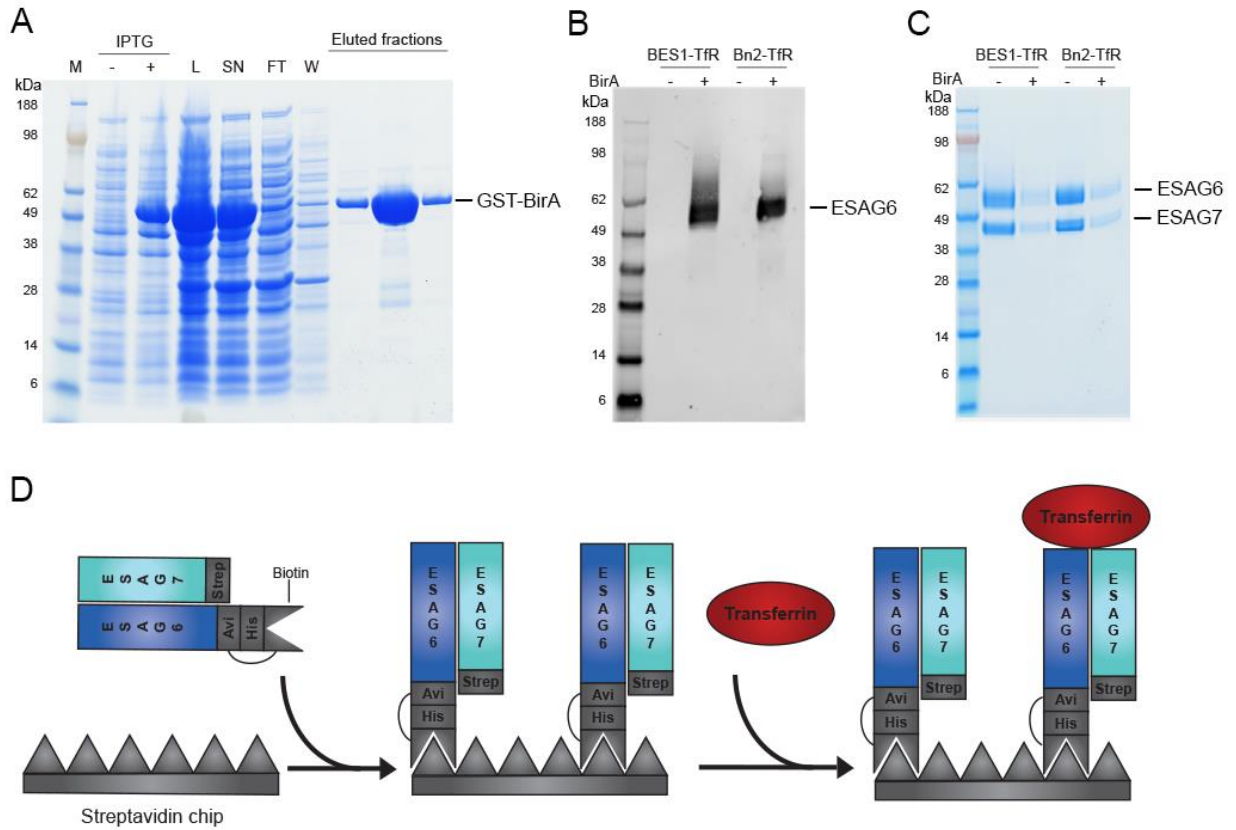 A
IPTG
Eluted fractions
M - + L SN FT W
kDa
188
98
62
49
38
28
14
6
GST-BirA
B
BES1-TfR Bn2-TfR
BirA - + - +
kDa
188
98
62
49
38
28
14
6
ESAG6
C
BES1-TfR Bn2-TfR
BirA - + - +
kDa
188
98
62
49
38
28
14
6
ESAG6
ESAG7
D
ESAG7
Strep
ESAG6
Avi
His
Biotin
Streptavidin chip
ESAG6
ESAG7
Avi
His
Strep
ESAG6
ESAG7
Avi
His
Strep
Transferrin
ESAG6
ESAG7
Avi
His
Strep
Transferrin
ESAG6
ESAG7
Avi
His
Strep